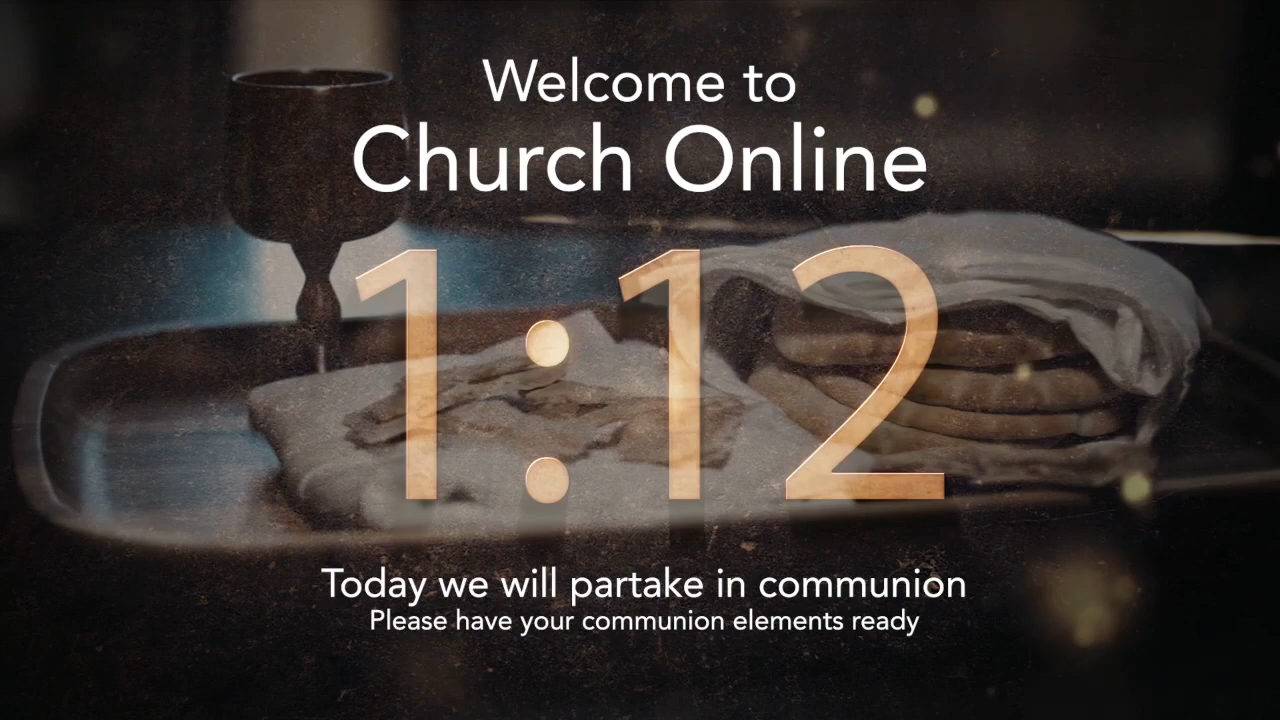 Welcome to
Church Online
1:12
Today we will partake in communion
Please have your communion elements ready